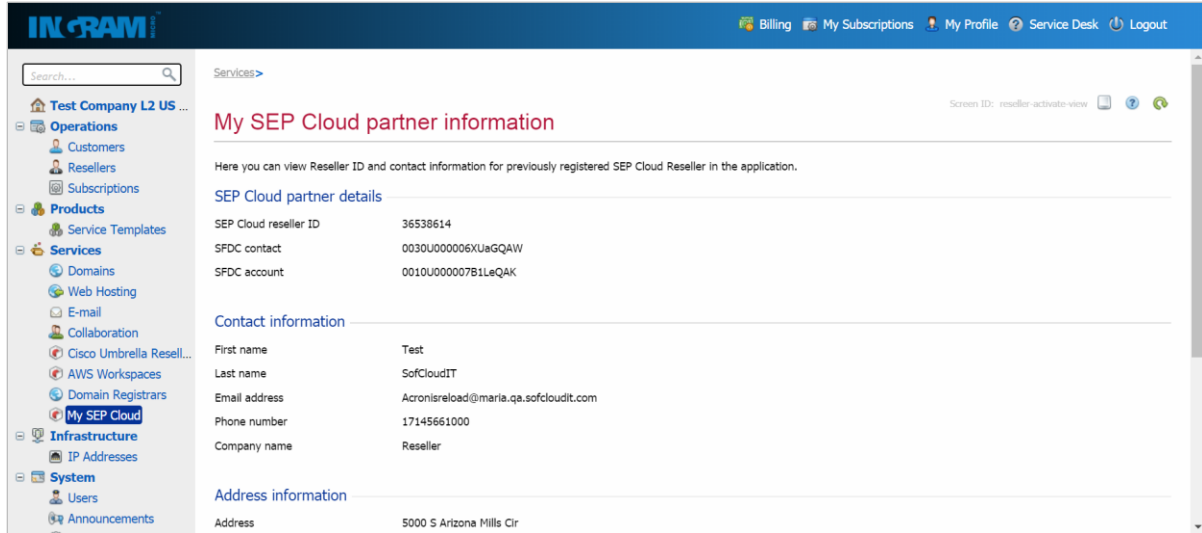 INGRAM MICRO
Billing My Subscriptions My Profile Service Desk Logout
Search...
Test Company L2 US ...
Operations
Customers
Resellers
Subscriptions
Products
Service Templates
Services
Domains
Web Hosting
E-mail
Collaboration
Cisco Umbrella Resell...
AWS Workspaces
Domain Registrars
My SEP Cloud
Infrastructure
IP Addresses
System
Users
Announcements
Services>
Screen ID: reseller-activate-view
My SEP Cloud partner information
Here you can view Reseller ID and contact information for previously registered SEP Cloud Reseller in the application.
SEP Cloud partner details
SEP Cloud reseller ID 36538614
SFDC contact 0030U000006XUaGQAW
SFDC account 0010U000007B1LeQAK
Contact information
First name Test
Last name SofCloudIT
Email address Acronisreload@maria.qa.sofcloudit.com
Phone number 17145661000
Company name Reseller
Address information
Address 5000 S Arizona Mills Cir